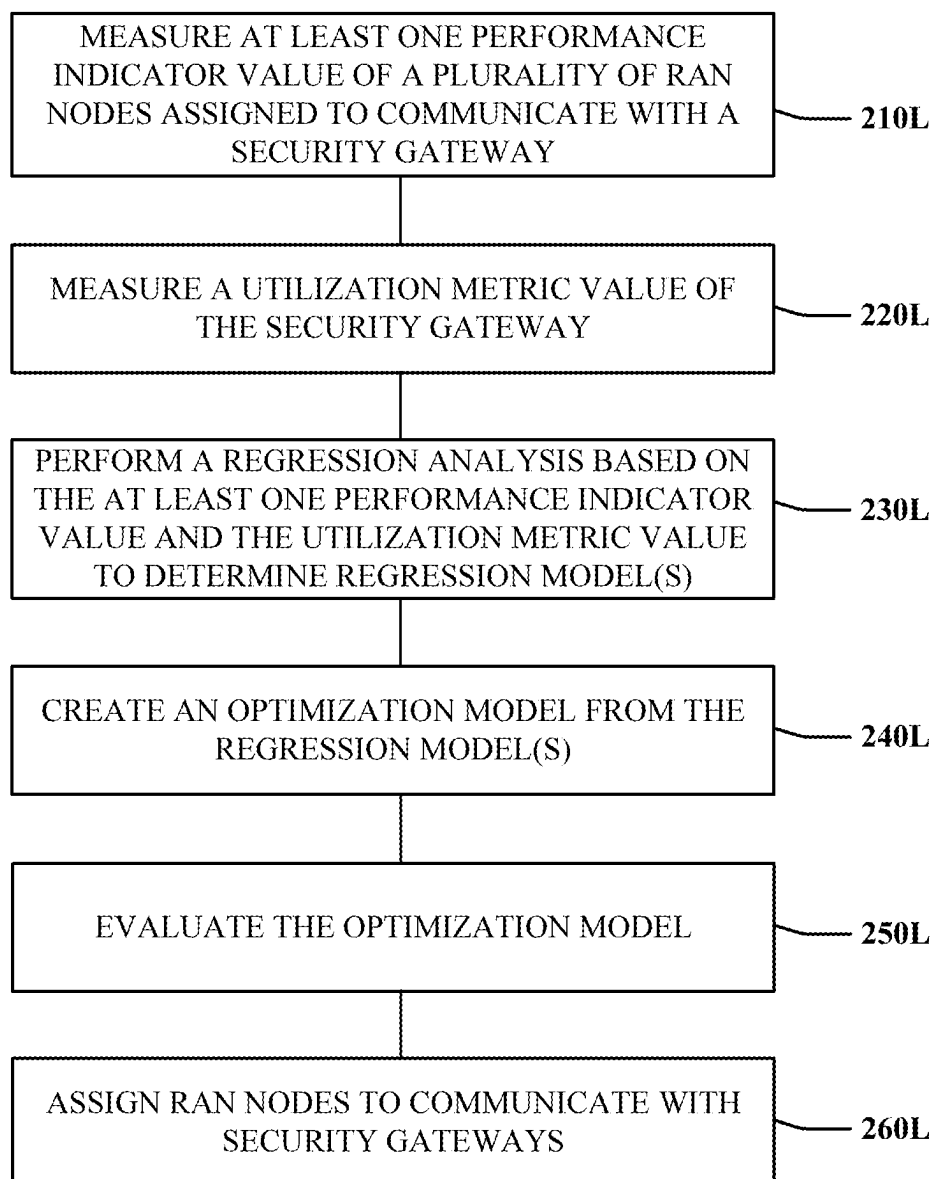 MEASURE AT LEAST ONE PERFORMANCE
INDICATOR VALUE OF A PLURALITY OF RAN
NODES ASSIGNED TO COMMUNICATE WITH A
SECURITY GATEWAY
210L
MEASURE A UTILIZATION METRIC VALUE OF
THE SECURITY GATEWAY
220L
PERFORM A REGRESSION ANALYSIS BASED ON
THE AT LEAST ONE PERFORMANCE INDICATOR
VALUE AND THE UTILIZATION METRIC VALUE
TO DETERMINE REGRESSION MODEL(S)
230L
CREATE AN OPTIMIZATION MODEL FROM THE
REGRESSION MODEL(S)
240L
EVALUATE THE OPTIMIZATION MODEL
250L
ASSIGN RAN NODES TO COMMUNICATE WITH
SECURITY GATEWAYS
260L